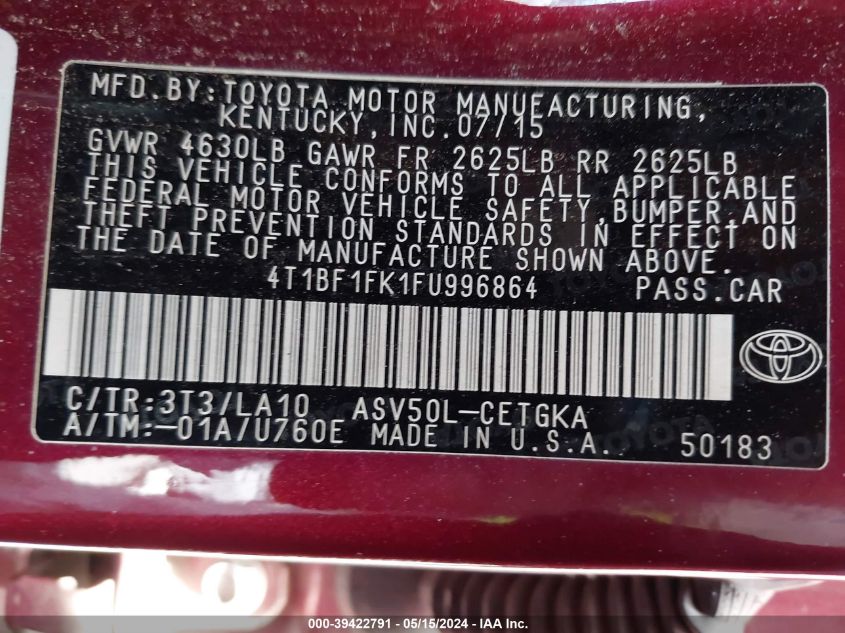 MFD.BY:TOYOTA MOTOR MANUFACTURING,
KENTUCKY,INC.07/15
GVWR 4630LB GAWR FR 2625LB RR 2625LB
THIS VEHICLE CONFORMS TO ALL APPLICABLE
FEDERAL MOTOR VEHICLE SAFETY,BUMPER,AND
THEFT PREVENTION STANDARDS IN EFFECT ON
THE DATE OF MANUFACTURE SHOWN ABOVE.
4T1BF1FK1FU996864 PASS.CAR
C/TR:3T3/LA10 ASV50L-CETGKA
A/TM:-01A/U760E MADE IN U.S.A. 50183
000-39422791 - 05/15/2024 - IAA, Inc.